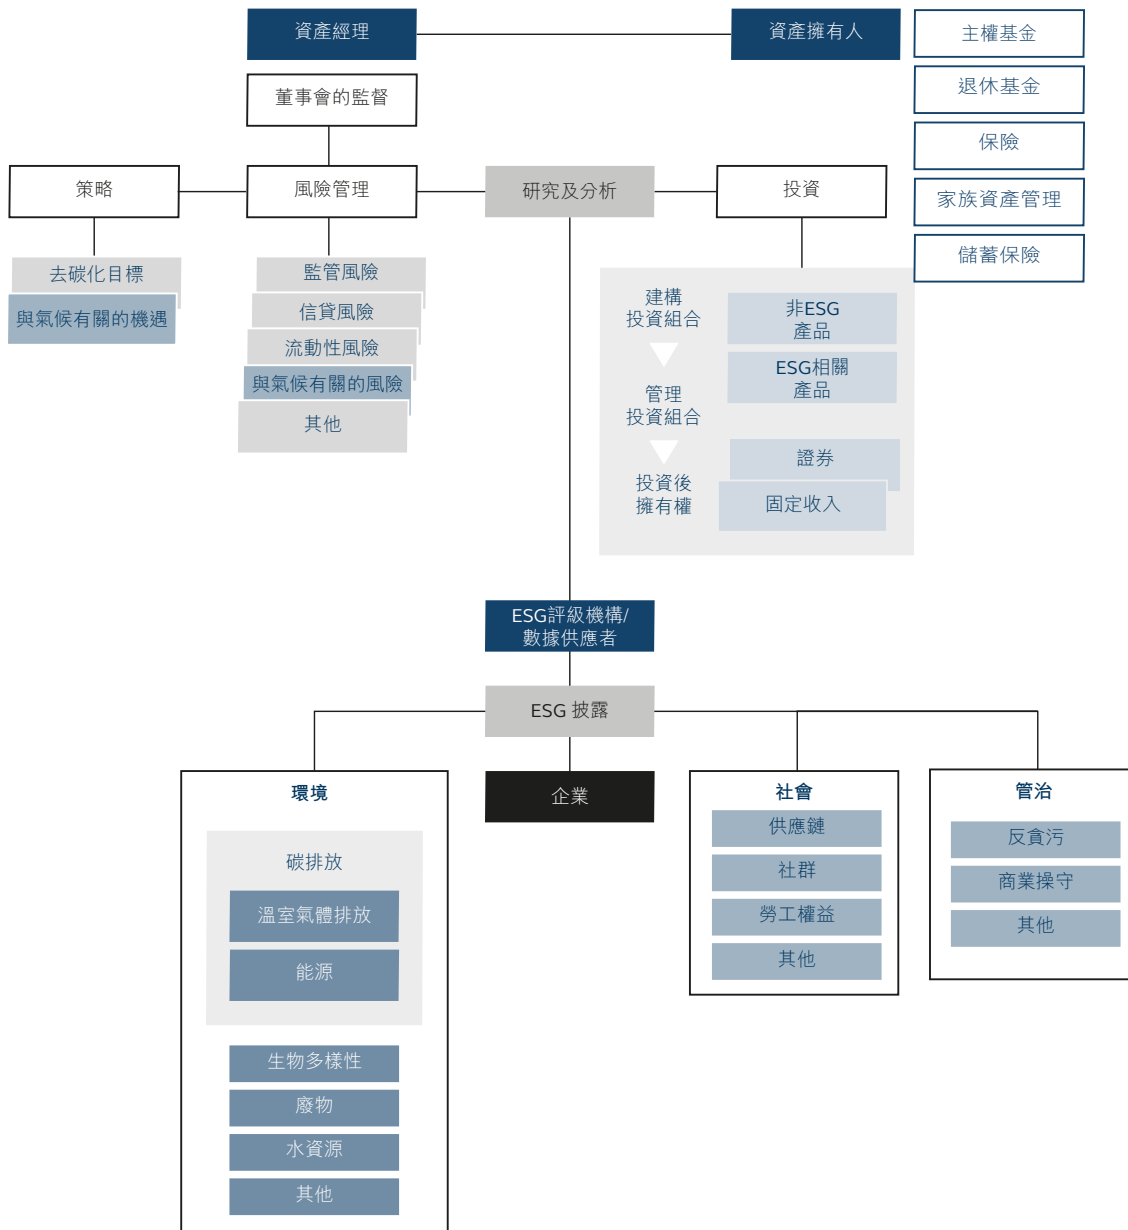 資產經理
資產擁有人
主權基金
退休基金
保險
家族資產管理
儲蓄保險
董事會的監督
策略
風險管理
研究及分析
投資
去碳化目標
與氣候有關的機遇
監管風險
信貸風險
流動性風險
與氣候有關的風險
其他
建構
投資組合
管理
投資組合
投資後
擁有權
非ESG
產品
ESG相關
產品
證券
固定收入
ESG評級機構/
數據供應者
ESG 披露
企業
環境
碳排放
溫室氣體排放
能源
生物多樣性
廢物
水資源
其他
社會
供應鏈
社群
勞工權益
其他
管治
反貪污
商業操守
其他